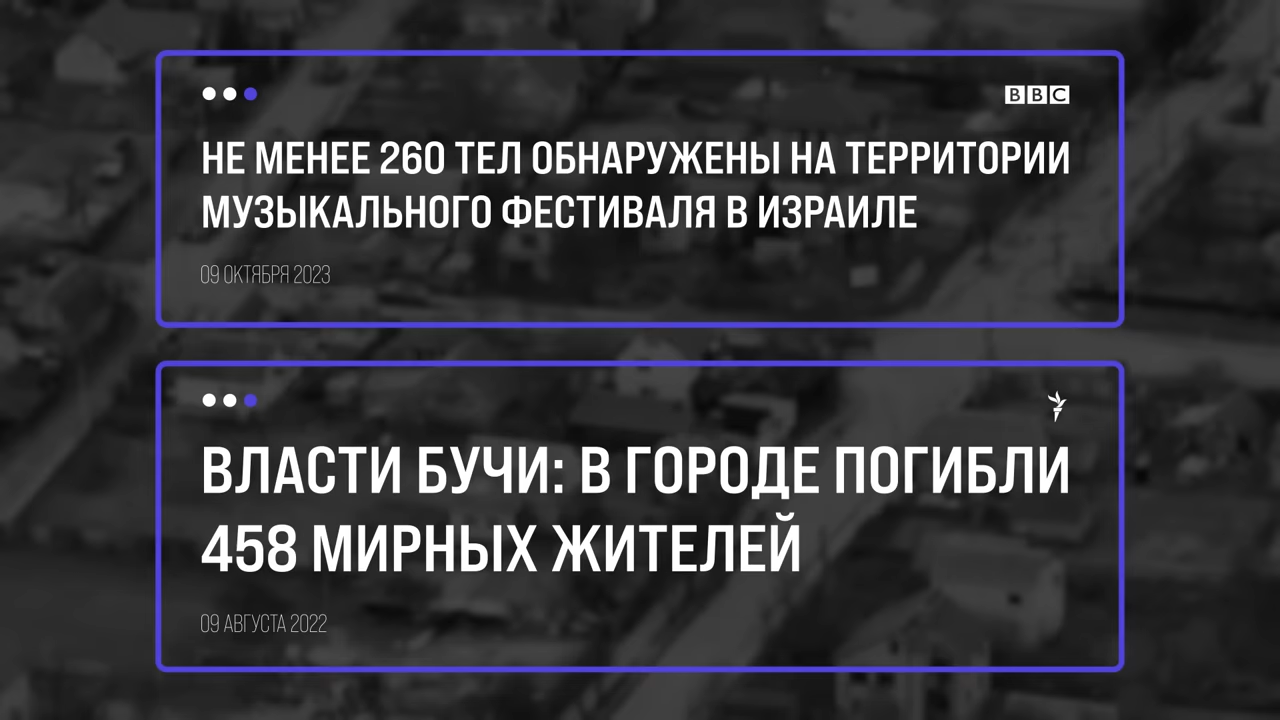 BBC
НЕ МЕНЕЕ 260 ТЕЛ ОБНАРУЖЕНЫ НА ТЕРРИТОРИИ
МУЗЫКАЛЬНОГО ФЕСТИВАЛЯ В ИЗРАИЛЕ
09 ОКТЯБРЯ 2023
ВЛАСТИ БУЧИ: В ГОРОДЕ ПОГИБЛИ
458 МИРНЫХ ЖИТЕЛЕЙ
09 АВГУСТА 2022